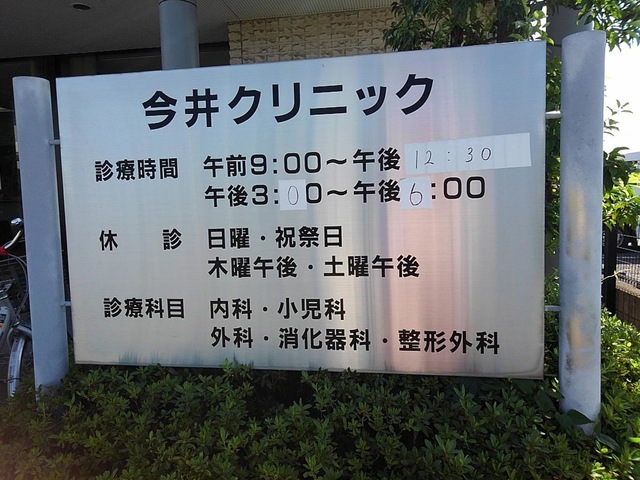 今井クリニック
診療時間 午前9:00～午後12:30
午後3:00～午後6:00
休診 日曜・祝祭日
木曜午後・土曜午後
診療科目 内科・小児科
外科・消化器科・整形外科